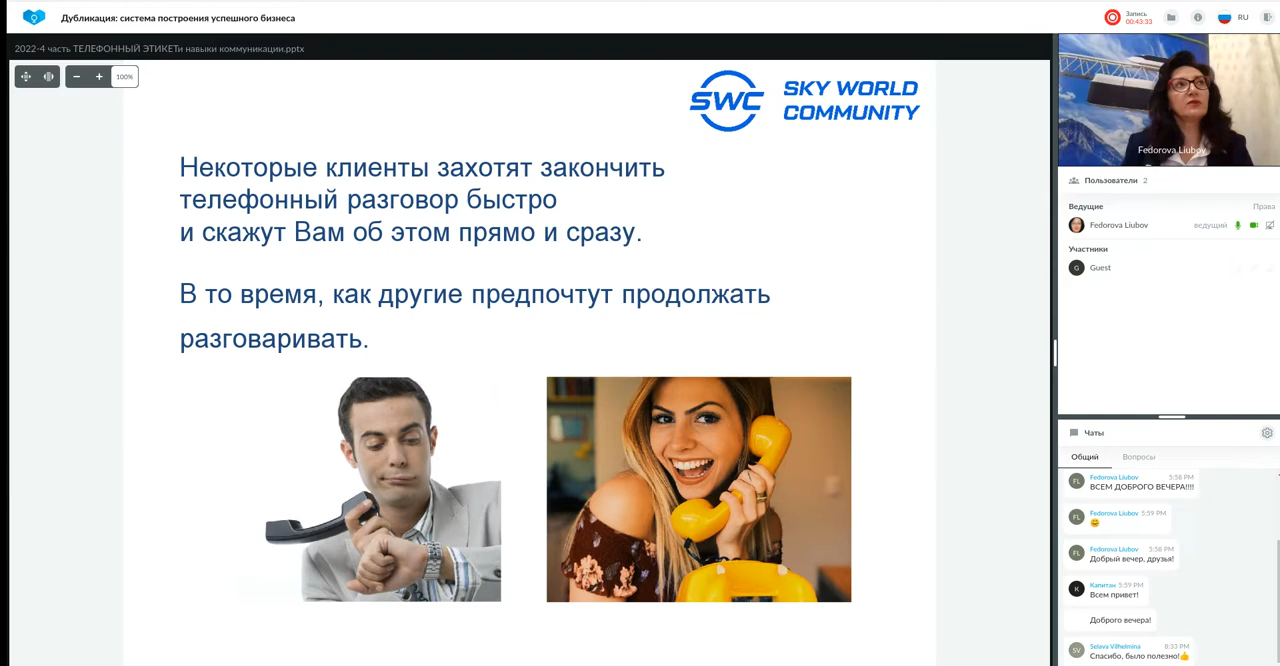 Дубликация: система построения успешного бизнеса
Запись
00:43:33
RU
2022-4 часть ТЕЛЕФОННЫЙ ЭТИКЕТи навыки коммуникации.pptx
100%
SWC
SKY WORLD
COMMUNITY
Некоторые клиенты захотят закончить
телефонный разговор быстро
и скажут Вам об этом прямо и сразу.
В то время, как другие предпочтут продолжать
разговаривать.
Fedorova Liubov
Пользователи 2
Ведущие Права
Fedorova Liubov ведущий
Участники
G Guest
Чаты
Общий Вопросы
FL Fedorova Liubov 5:58 PM
ВСЕМ ДОБРОГО ВЕЧЕРА!!!!
FL Fedorova Liubov 5:59 PM
😊
FL Fedorova Liubov 5:58 PM
Добрый вечер, друзья!
K Капитан 5:59 PM
Всем привет!
Доброго вечера!
SV Selava Vilhelmina 8:33 PM
Спасибо, было полезно!👍